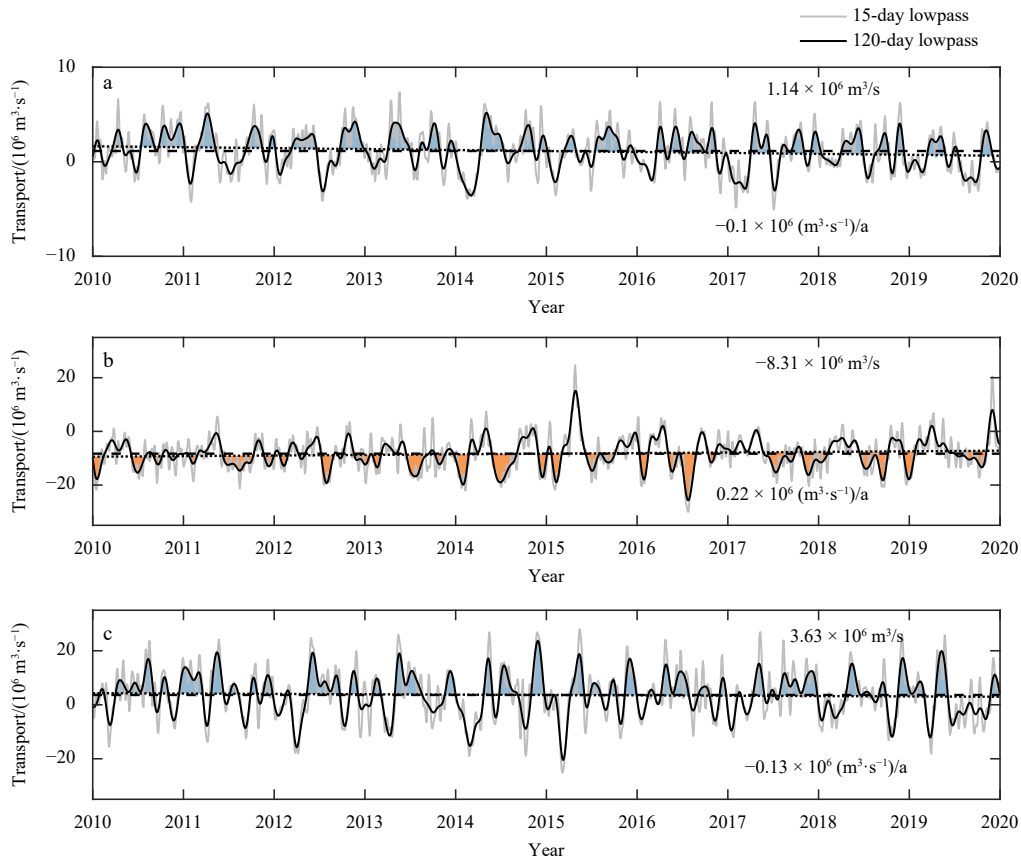 15-day lowpass
120-day lowpass
10
0
−10
Transport/(10⁶ m³·s⁻¹)
a
1.14 × 10⁶ m³/s
−0.1 × 10⁶ (m³·s⁻¹)/a
2010 2011 2012 2013 2014 2015 2016 2017 2018 2019 2020
Year
20
0
−20
Transport/(10⁶ m³·s⁻¹)
b
−8.31 × 10⁶ m³/s
0.22 × 10⁶ (m³·s⁻¹)/a
2010 2011 2012 2013 2014 2015 2016 2017 2018 2019 2020
Year
20
0
−20
Transport/(10⁶ m³·s⁻¹)
c
3.63 × 10⁶ m³/s
−0.13 × 10⁶ (m³·s⁻¹)/a
2010 2011 2012 2013 2014 2015 2016 2017 2018 2019 2020
Year